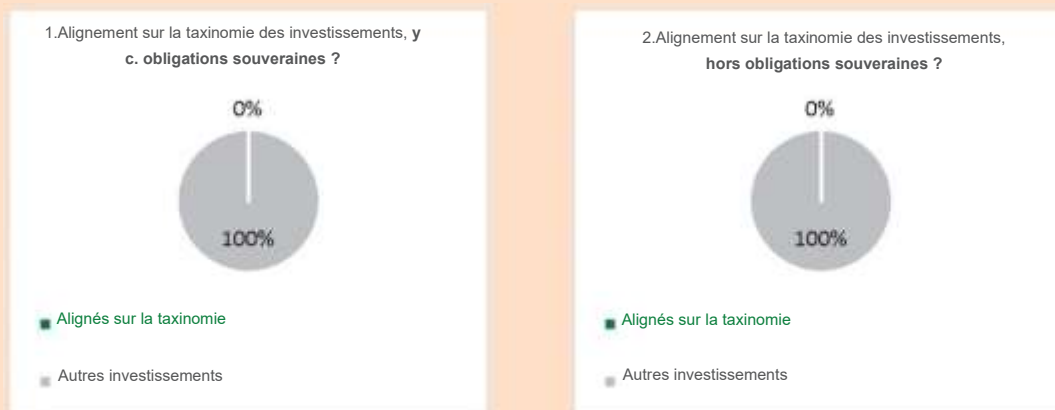 1.Alignement sur la taxinomie des investissements, y
c. obligations souveraines ?
0%
100%
Alignés sur la taxinomie
Autres investissements
2.Alignement sur la taxinomie des investissements,
hors obligations souveraines ?
0%
100%
Alignés sur la taxinomie
Autres investissements